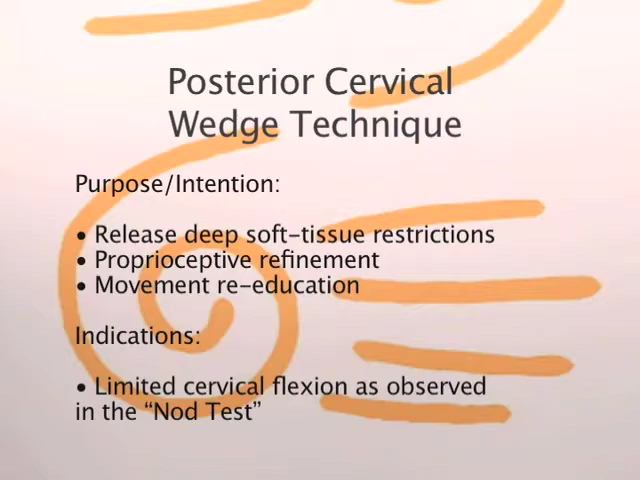 Posterior Cervical
Wedge Technique
Purpose/Intention:
• Release deep soft-tissue restrictions
• Proprioceptive refinement
• Movement re-education
Indications:
• Limited cervical flexion as observed
in the “Nod Test”